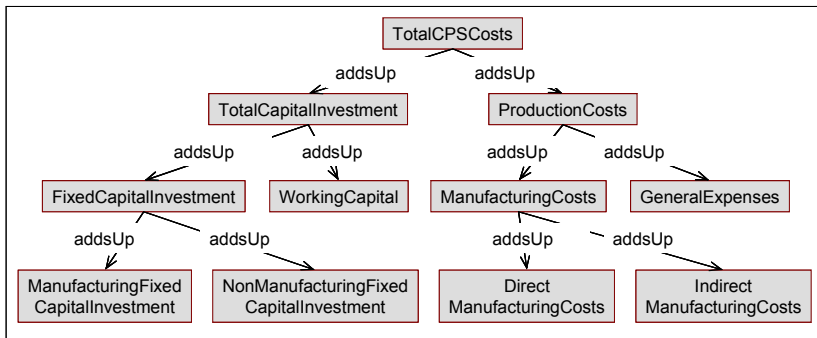 TotalCPSCosts
addsUp
addsUp
TotalCapitalInvestment
ProductionCosts
addsUp
addsUp
addsUp
addsUp
FixedCapitalInvestment
WorkingCapital
ManufacturingCosts
GeneralExpenses
addsUp
addsUp
addsUp
addsUp
ManufacturingFixed
CapitalInvestment
NonManufacturingFixed
CapitalInvestment
Direct
ManufacturingCosts
Indirect
ManufacturingCosts